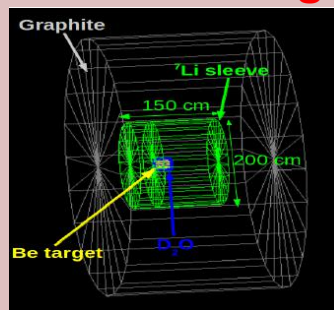 Graphite
⁷Li sleeve
150 cm
200 cm
Be target
D₂O